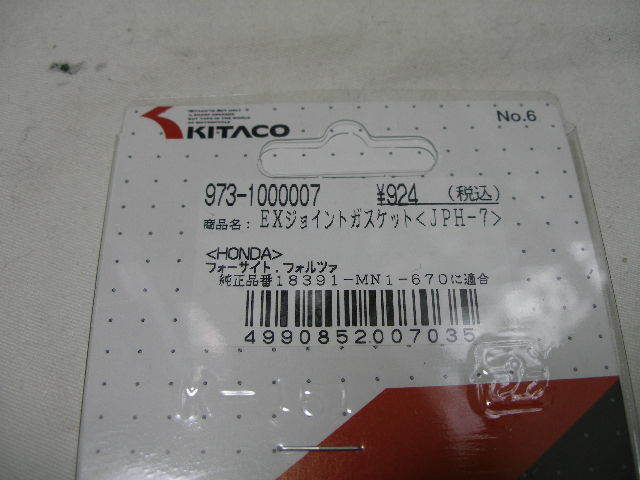 KITACO
No.6
973-1000007 ¥924 (税込)
商品名: EXジョイントガスケット<JPH-7>
<HONDA>
フォーサイト.フォルツァ
純正品番18391-MN1-670に適合
4990852007035